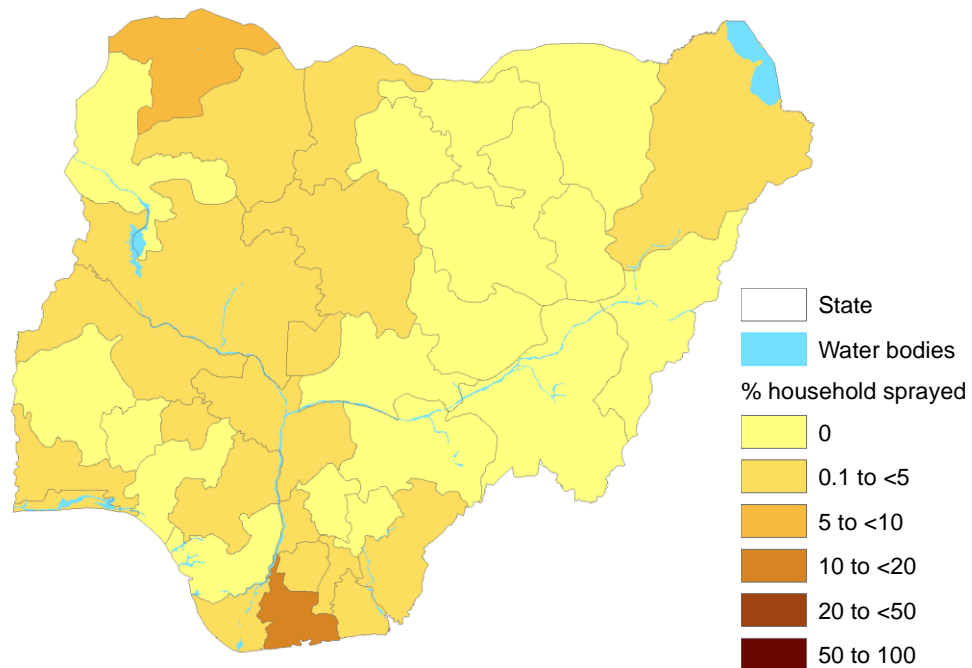 State
Water bodies
% household sprayed
0
0.1 to <5
5 to <10
10 to <20
20 to <50
50 to 100